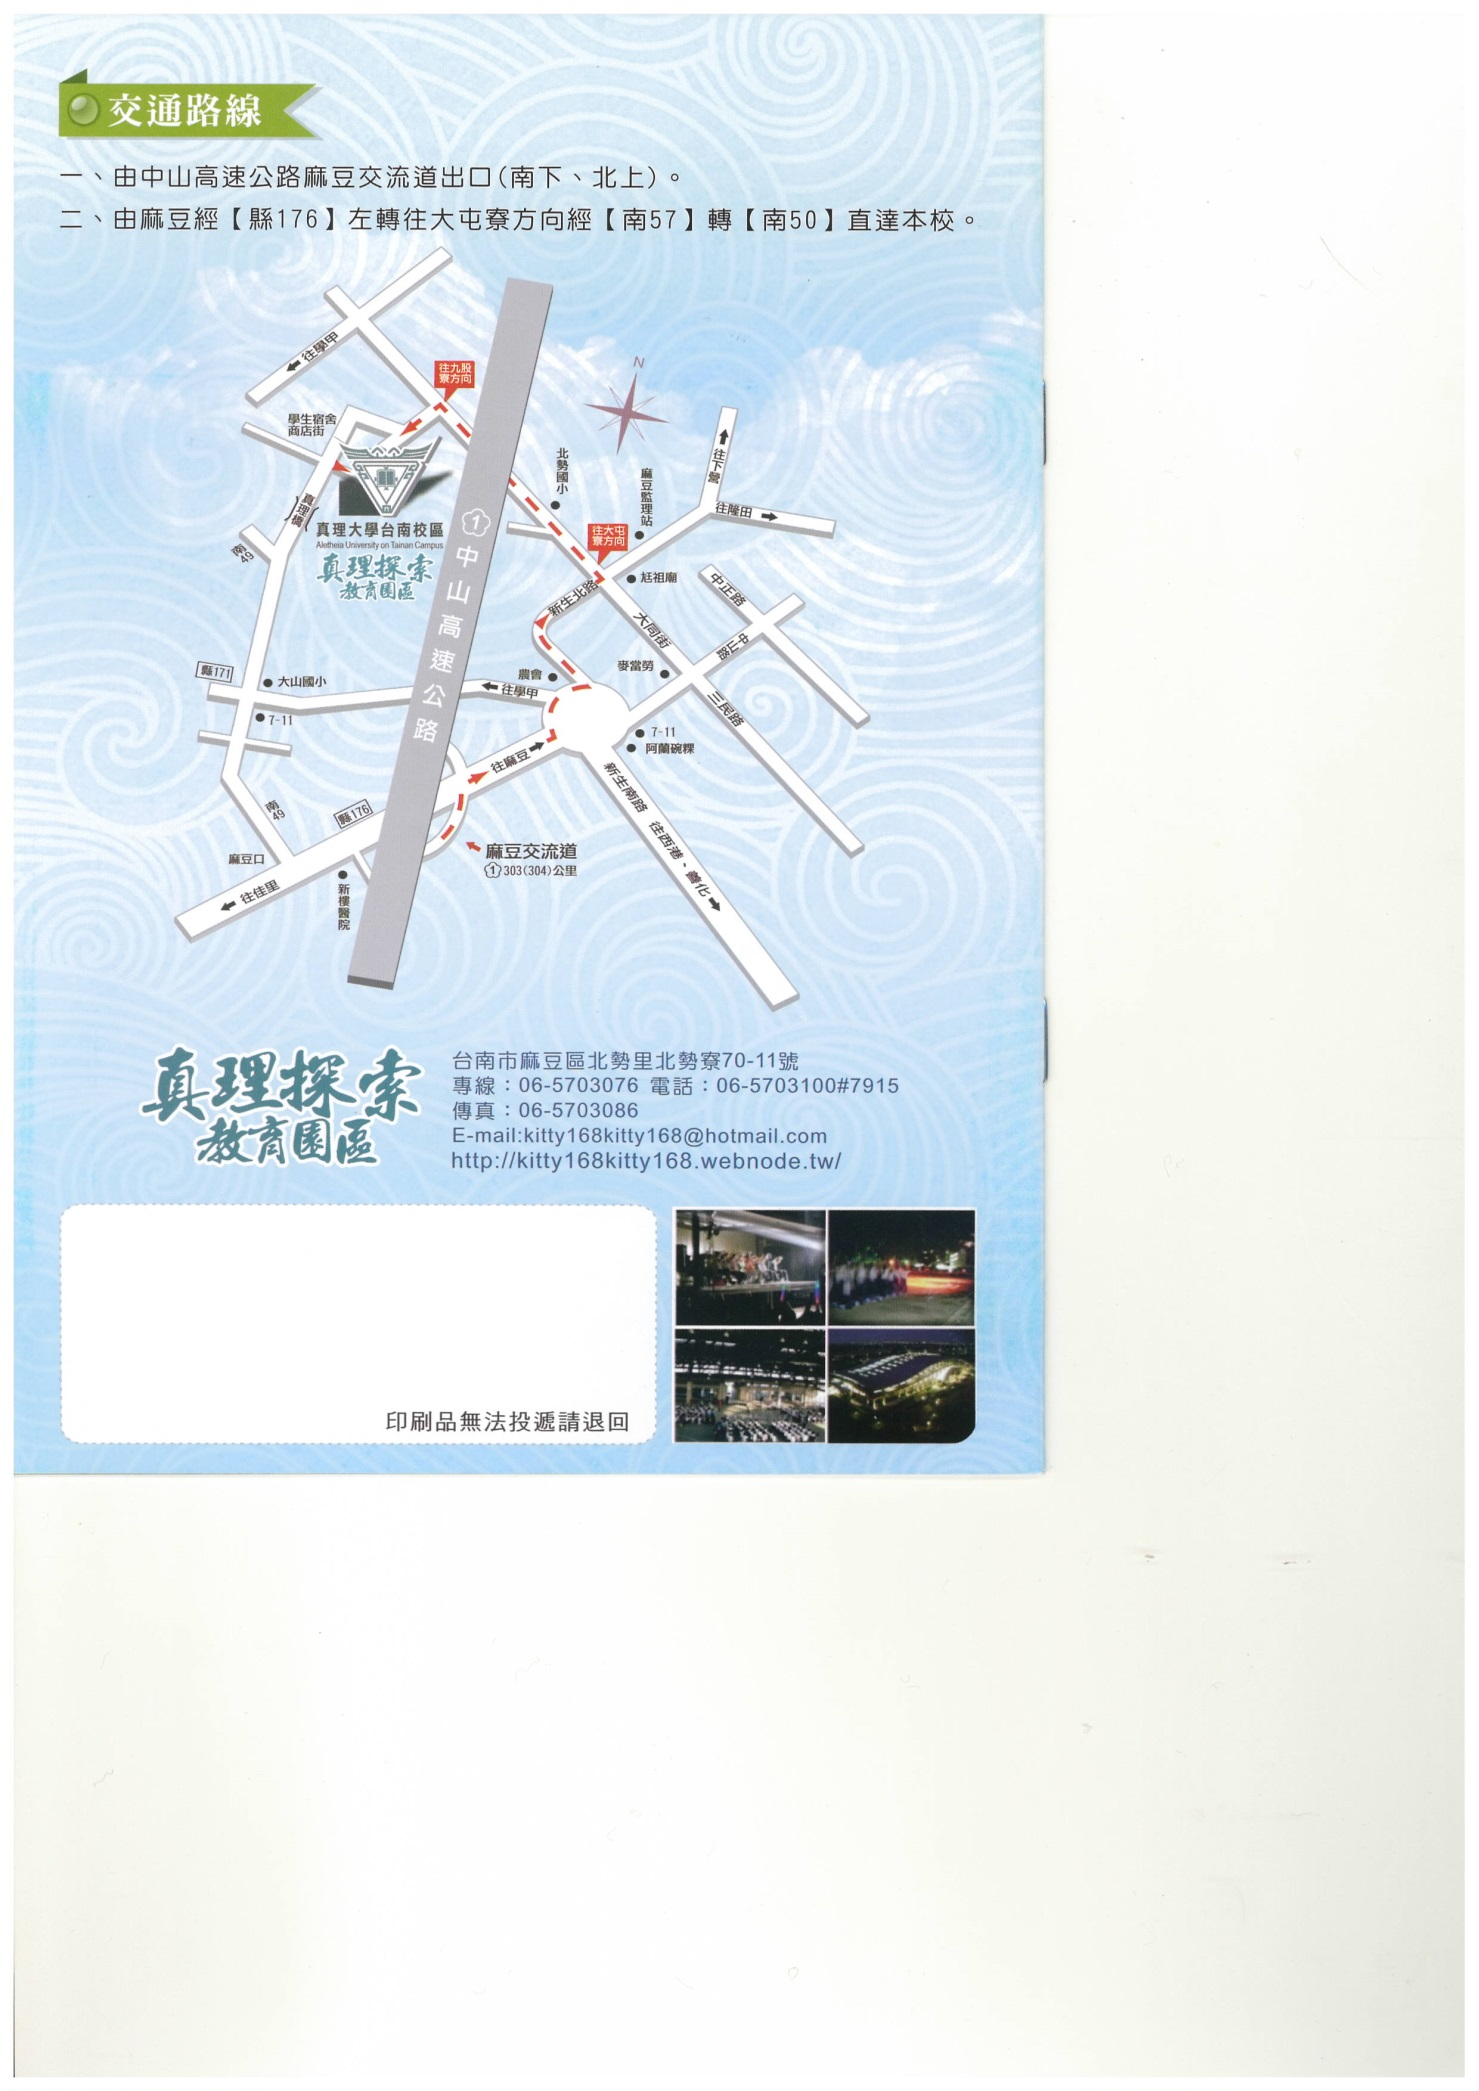 交通路線
一、由中山高速公路麻豆交流道出口(南下、北上)。
二、由麻豆經【縣176】左轉往大屯寮方向經【南57】轉【南50】直達本校。
往學甲
往九股
寮方向
N
學生宿舍
商店街
北勢國小
麻豆監理站
往下營
往隆田
真理橋
真理大學台南校區
Aletheia University on Tainan Campus
真理探索
教育園區
南49
1
中山高速公路
往大屯
寮方向
尪祖廟
新生北路
中正路
大同街
中山路
縣171
大山國小
農會
麥當勞
往學甲
三民路
7-11
7-11
阿蘭碗粿
往麻豆
新生南路
往西港、善化
南49
縣176
麻豆口
麻豆交流道
1 303(304)公里
往佳里
新樓醫院
真理探索
教育園區
台南市麻豆區北勢里北勢寮70-11號
專線：06-5703076 電話：06-5703100#7915
傳真：06-5703086
E-mail:kitty168kitty168@hotmail.com
http://kitty168kitty168.webnode.tw/
印刷品無法投遞請退回